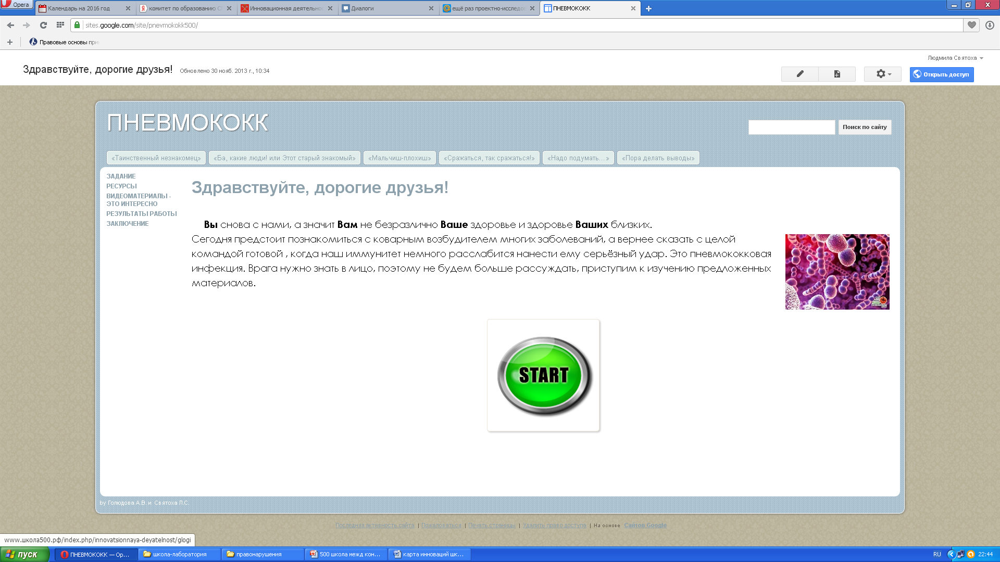 Opera
Календарь на 2016 год
комитет по образованию С
Инновационная деятельнос
Диалоги
ещё раз проектно-исследо
ПНЕВМОКОКК
sites.google.com/site/pnevmokokk500/
Правовые основы при
Людмила Святоха
Здравствуйте, дорогие друзья! Обновлено 30 нояб. 2013 г., 10:34
Открыть доступ
ПНЕВМОКОКК
Поиск по сайту
«Таинственный незнакомец» «Ба, какие люди! или Этот старый знакомый» «Мальчиш-плохиш» «Сражаться, так сражаться!» «Надо подумать...» «Пора делать выводы»
ЗАДАНИЕ
РЕСУРСЫ
ВИДЕОМАТЕРИАЛЫ -
ЭТО ИНТЕРЕСНО
РЕЗУЛЬТАТЫ РАБОТЫ
ЗАКЛЮЧЕНИЕ
Здравствуйте, дорогие друзья!
Вы снова с нами, а значит Вам не безразлично Ваше здоровье и здоровье Ваших близких.
Сегодня предстоит познакомиться с коварным возбудителем многих заболеваний, а вернее сказать с целой
командой готовой , когда наш иммунитет немного расслабится нанести ему серьёзный удар. Это пневмококковая
инфекция. Врага нужно знать в лицо, поэтому не будем больше рассуждать, приступим к изучению предложенных
материалов.
START
by Голюдова А.В. и Святоха Л.С.
Последняя активность сайта | Пожаловаться | Печать страницы | Удалить право доступа | На основе Сайтов Google
www.школа500.рф/index.php/innovatsionnaya-deyatelnost/glogi
пуск
ПНЕВМОКОКК — Op...
школа-лаборатория
правонарушения
500 школа межд кон...
карта инноваций шк...
RU
22:44